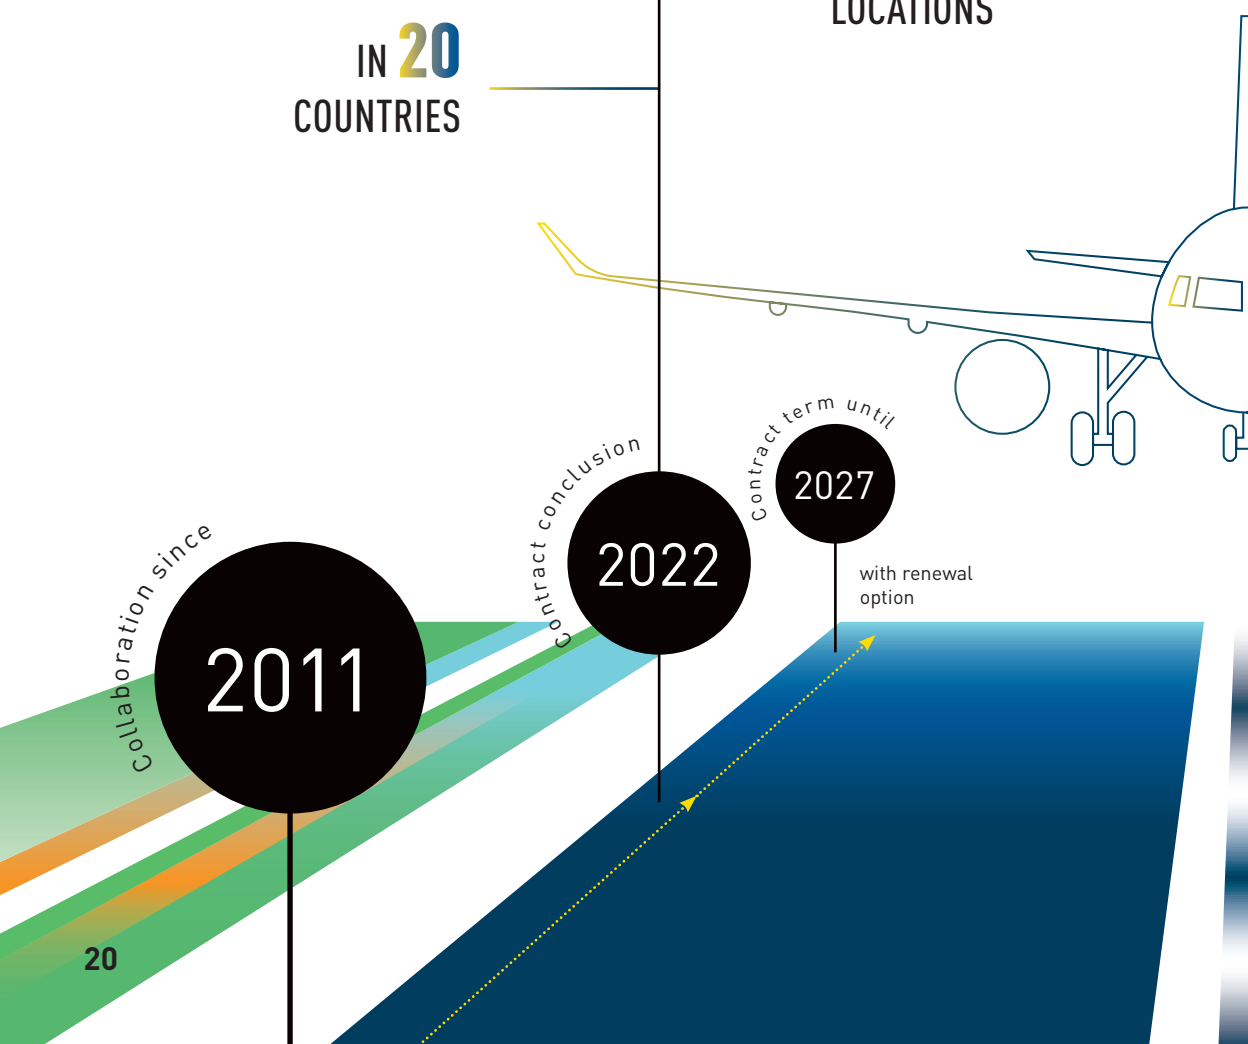 LOCATIONS
IN 20
COUNTRIES
Contract term until
2027
with renewal
option
Contract conclusion
2022
Collaboration since
2011
20